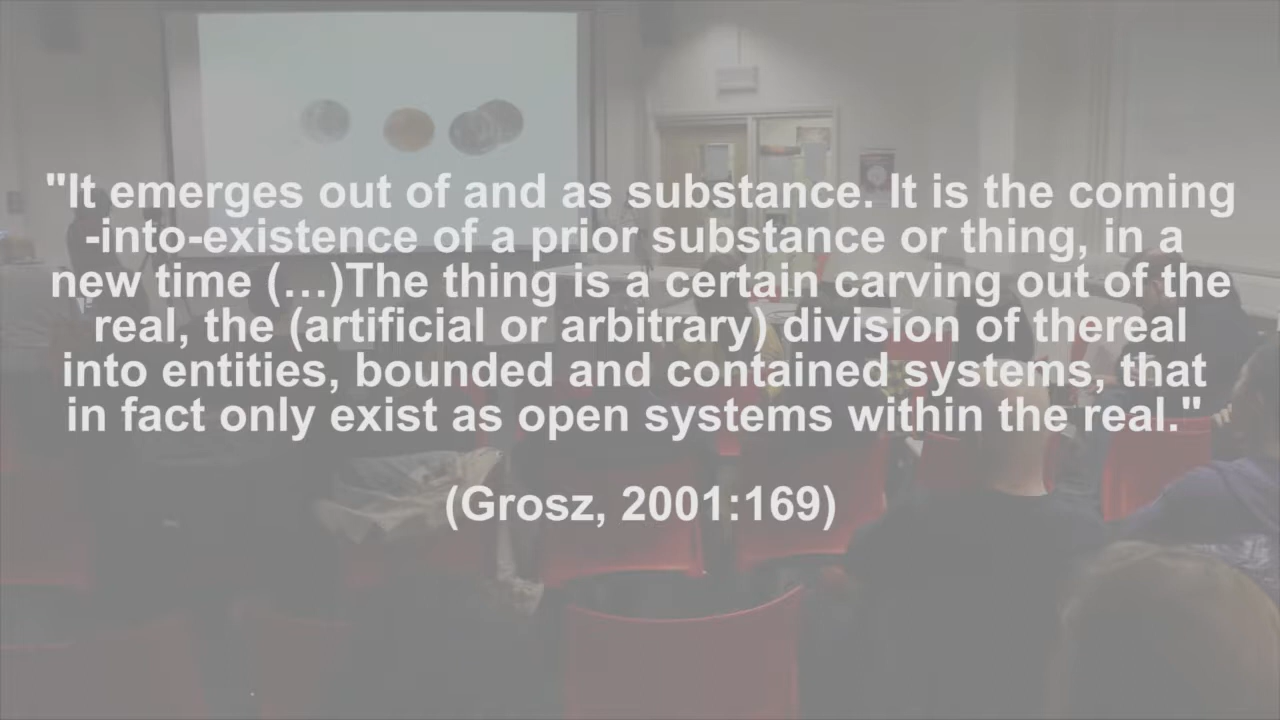 "It emerges out of and as substance. It is the coming
-into-existence of a prior substance or thing, in a
new time (…)The thing is a certain carving out of the
real, the (artificial or arbitrary) division of thereal
into entities, bounded and contained systems, that
in fact only exist as open systems within the real."
(Grosz, 2001:169)